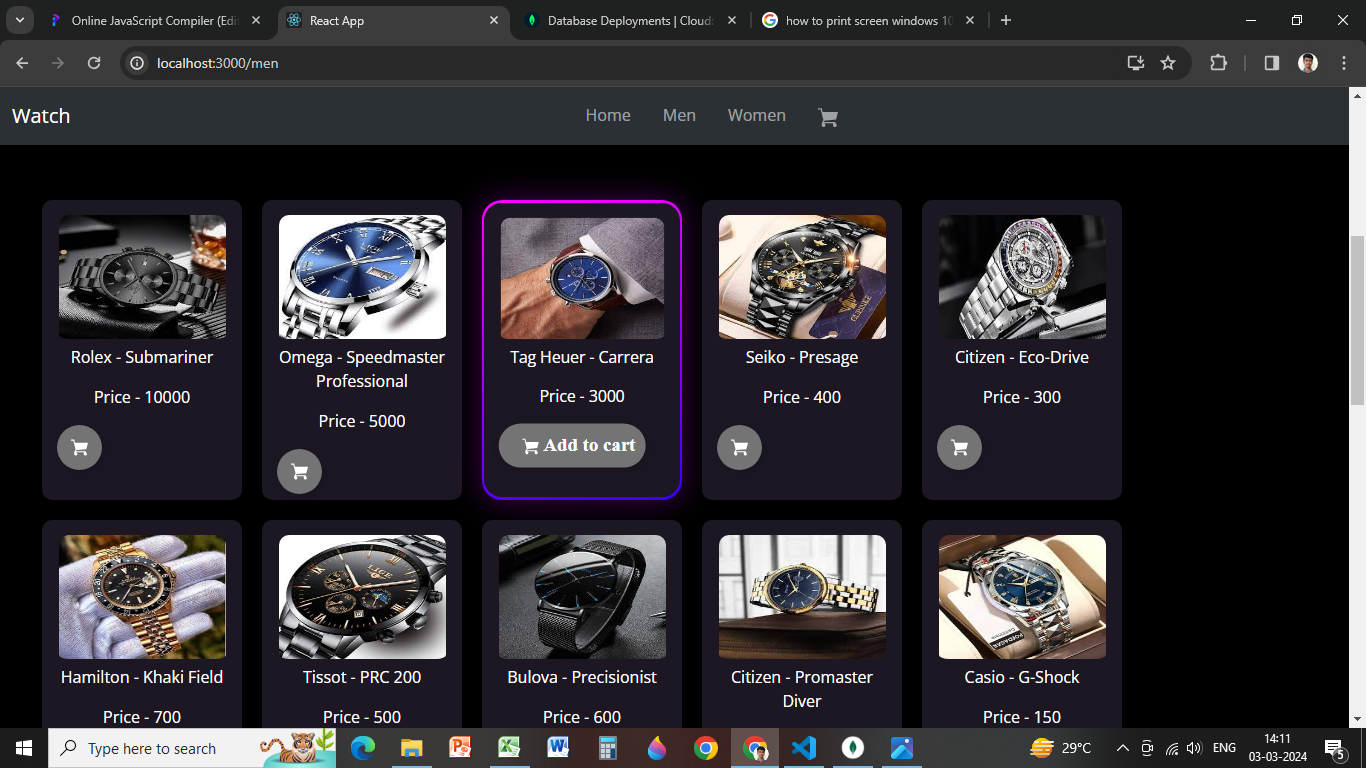 Online JavaScript Compiler (Edi
React App
Database Deployments | Cloud:
how to print screen windows 10
localhost:3000/men
Watch
Home
Men
Women
Rolex - Submariner
Price - 10000
Omega - Speedmaster
Professional
Price - 5000
Tag Heuer - Carrera
Price - 3000
Add to cart
Seiko - Presage
Price - 400
Citizen - Eco-Drive
Price - 300
Hamilton - Khaki Field
Price - 700
LIGE
Tissot - PRC 200
Price - 500
Bulova - Precisionist
Price - 600
Citizen - Promaster
Diver
Casio - G-Shock
Price - 150
Type here to search
29°C
ENG
14:11
03-03-2024
5